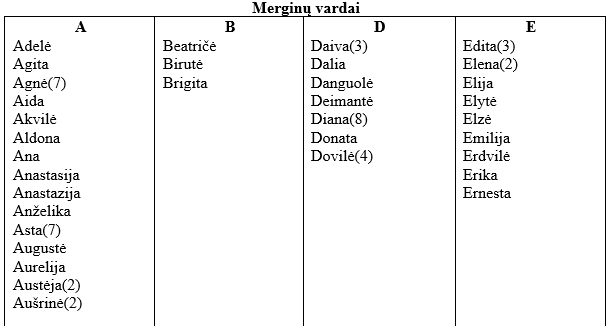 Merginų vardai
A
Adelė
Agita
Agnė(7)
Aida
Akvilė
Aldona
Ana
Anastasija
Anastazija
Anželika
Asta(7)
Augustė
Aurelija
Austėja(2)
Aušrinė(2)
B
Beatričė
Birutė
Brigita
D
Daiva(3)
Dalia
Danguolė
Deimantė
Diana(8)
Donata
Dovilė(4)
E
Edita(3)
Elena(2)
Elija
Elytė
Elzė
Emilija
Erdvilė
Erika
Ernesta